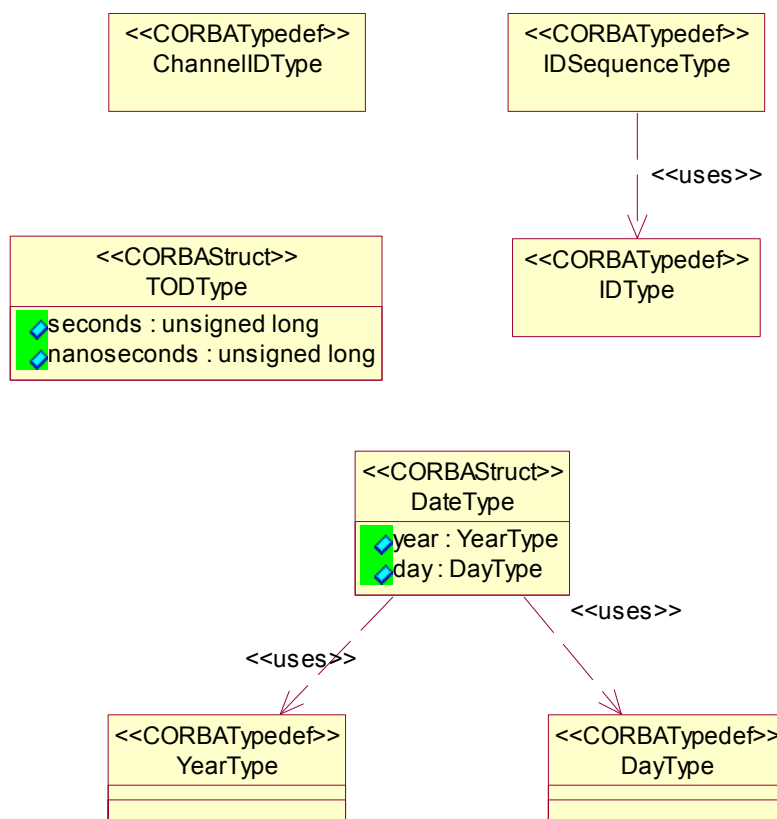 <<CORBATypedef>>
ChannelIDType
<<CORBATypedef>>
IDSequenceType
<<uses>>
<<CORBAStruct>>
TODType
seconds : unsigned long
nanoseconds : unsigned long
<<CORBATypedef>>
IDType
<<CORBAStruct>>
DateType
year : YearType
day : DayType
<<uses>>
<<uses>>
<<CORBATypedef>>
YearType
<<CORBATypedef>>
DayType